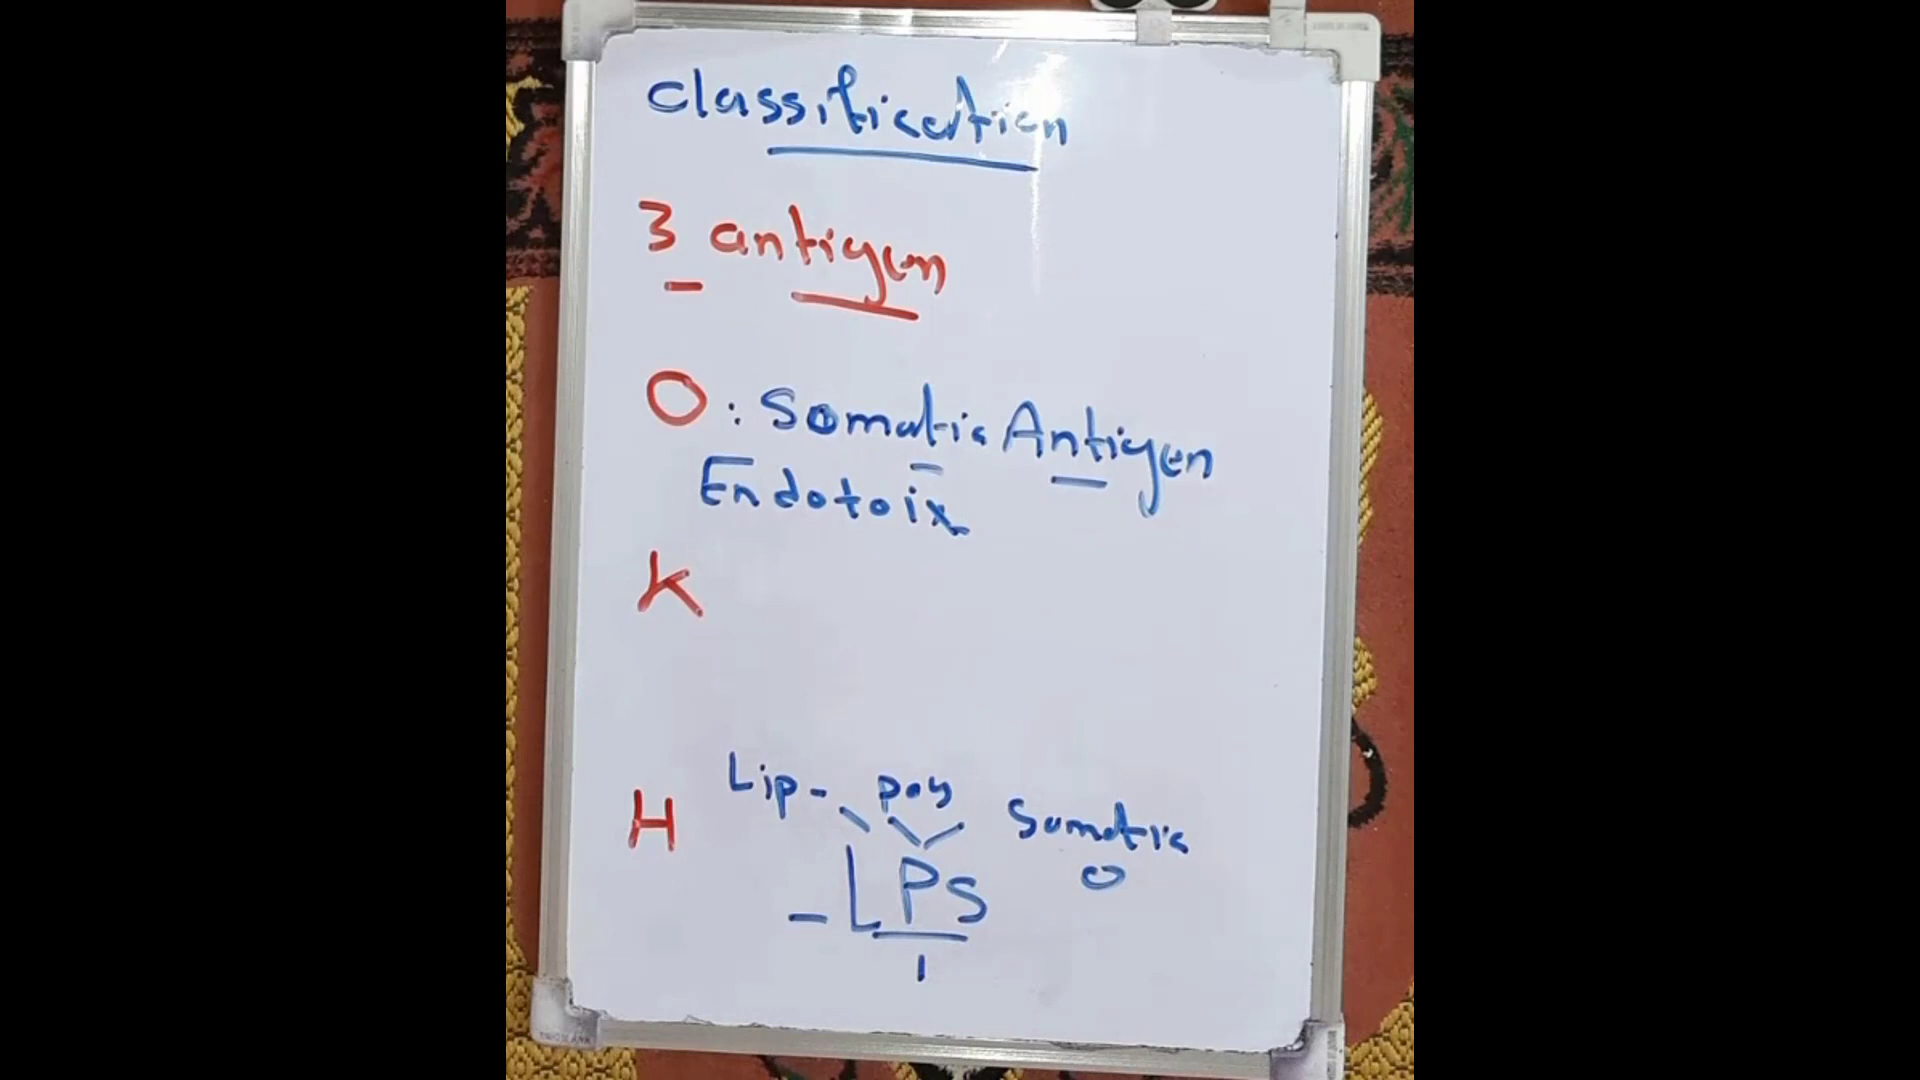 Classification
3 antigen
O : Somatic Antigen
Endotoix
K
Lip- poy
H
Somatic
O
LPS